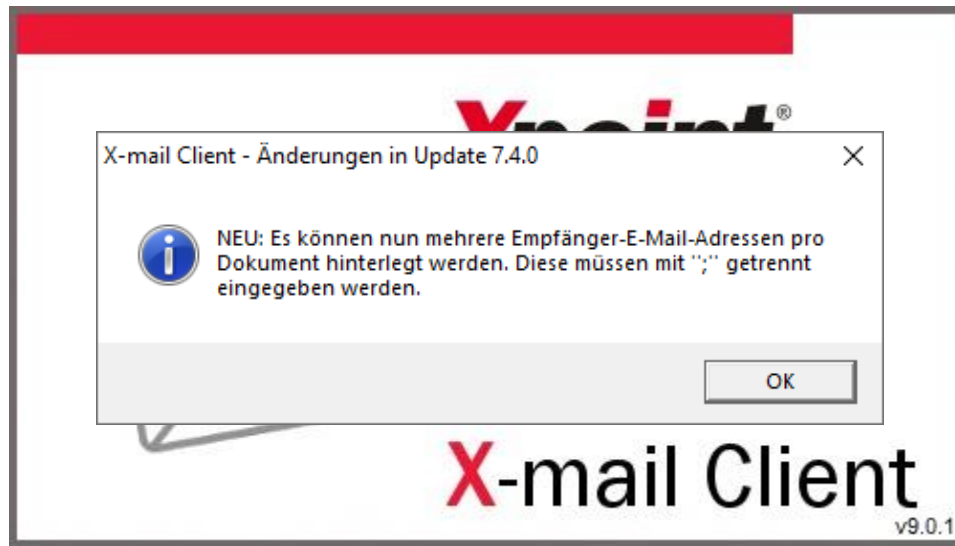 Xpoint®
X-mail Client - Änderungen in Update 7.4.0
NEU: Es können nun mehrere Empfänger-E-Mail-Adressen pro
Dokument hinterlegt werden. Diese müssen mit ";" getrennt
eingegeben werden.
OK
X-mail Client
v9.0.1